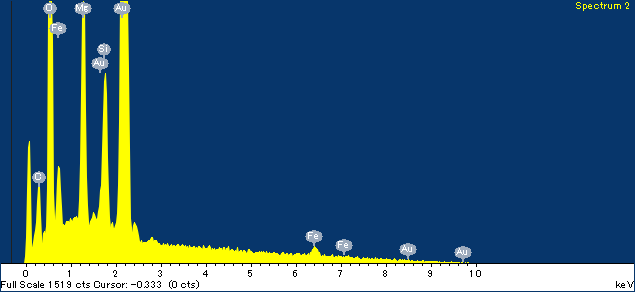 Spectrum 2
O Mg Au
Fe
Si
Au
Fe Fe Au Au
0 1 2 3 4 5 6 7 8 9 10
Full Scale 1519 cts Cursor: -0.333 (0 cts) keV